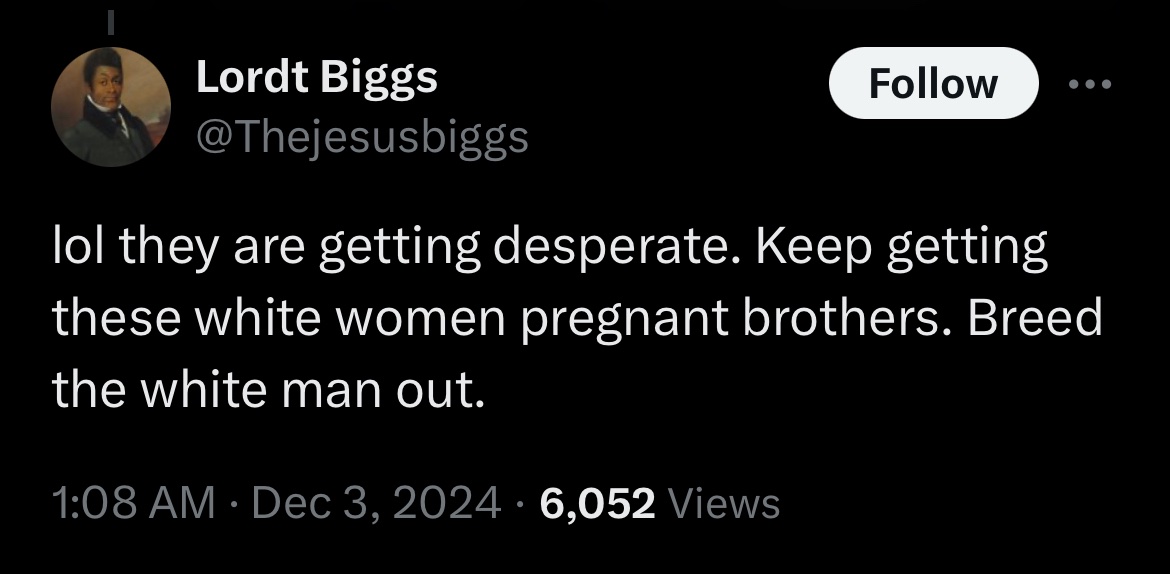 Lordt Biggs
@Thejesusbiggs
Follow
lol they are getting desperate. Keep getting
these white women pregnant brothers. Breed
the white man out.
1:08 AM · Dec 3, 2024 · 6,052 Views